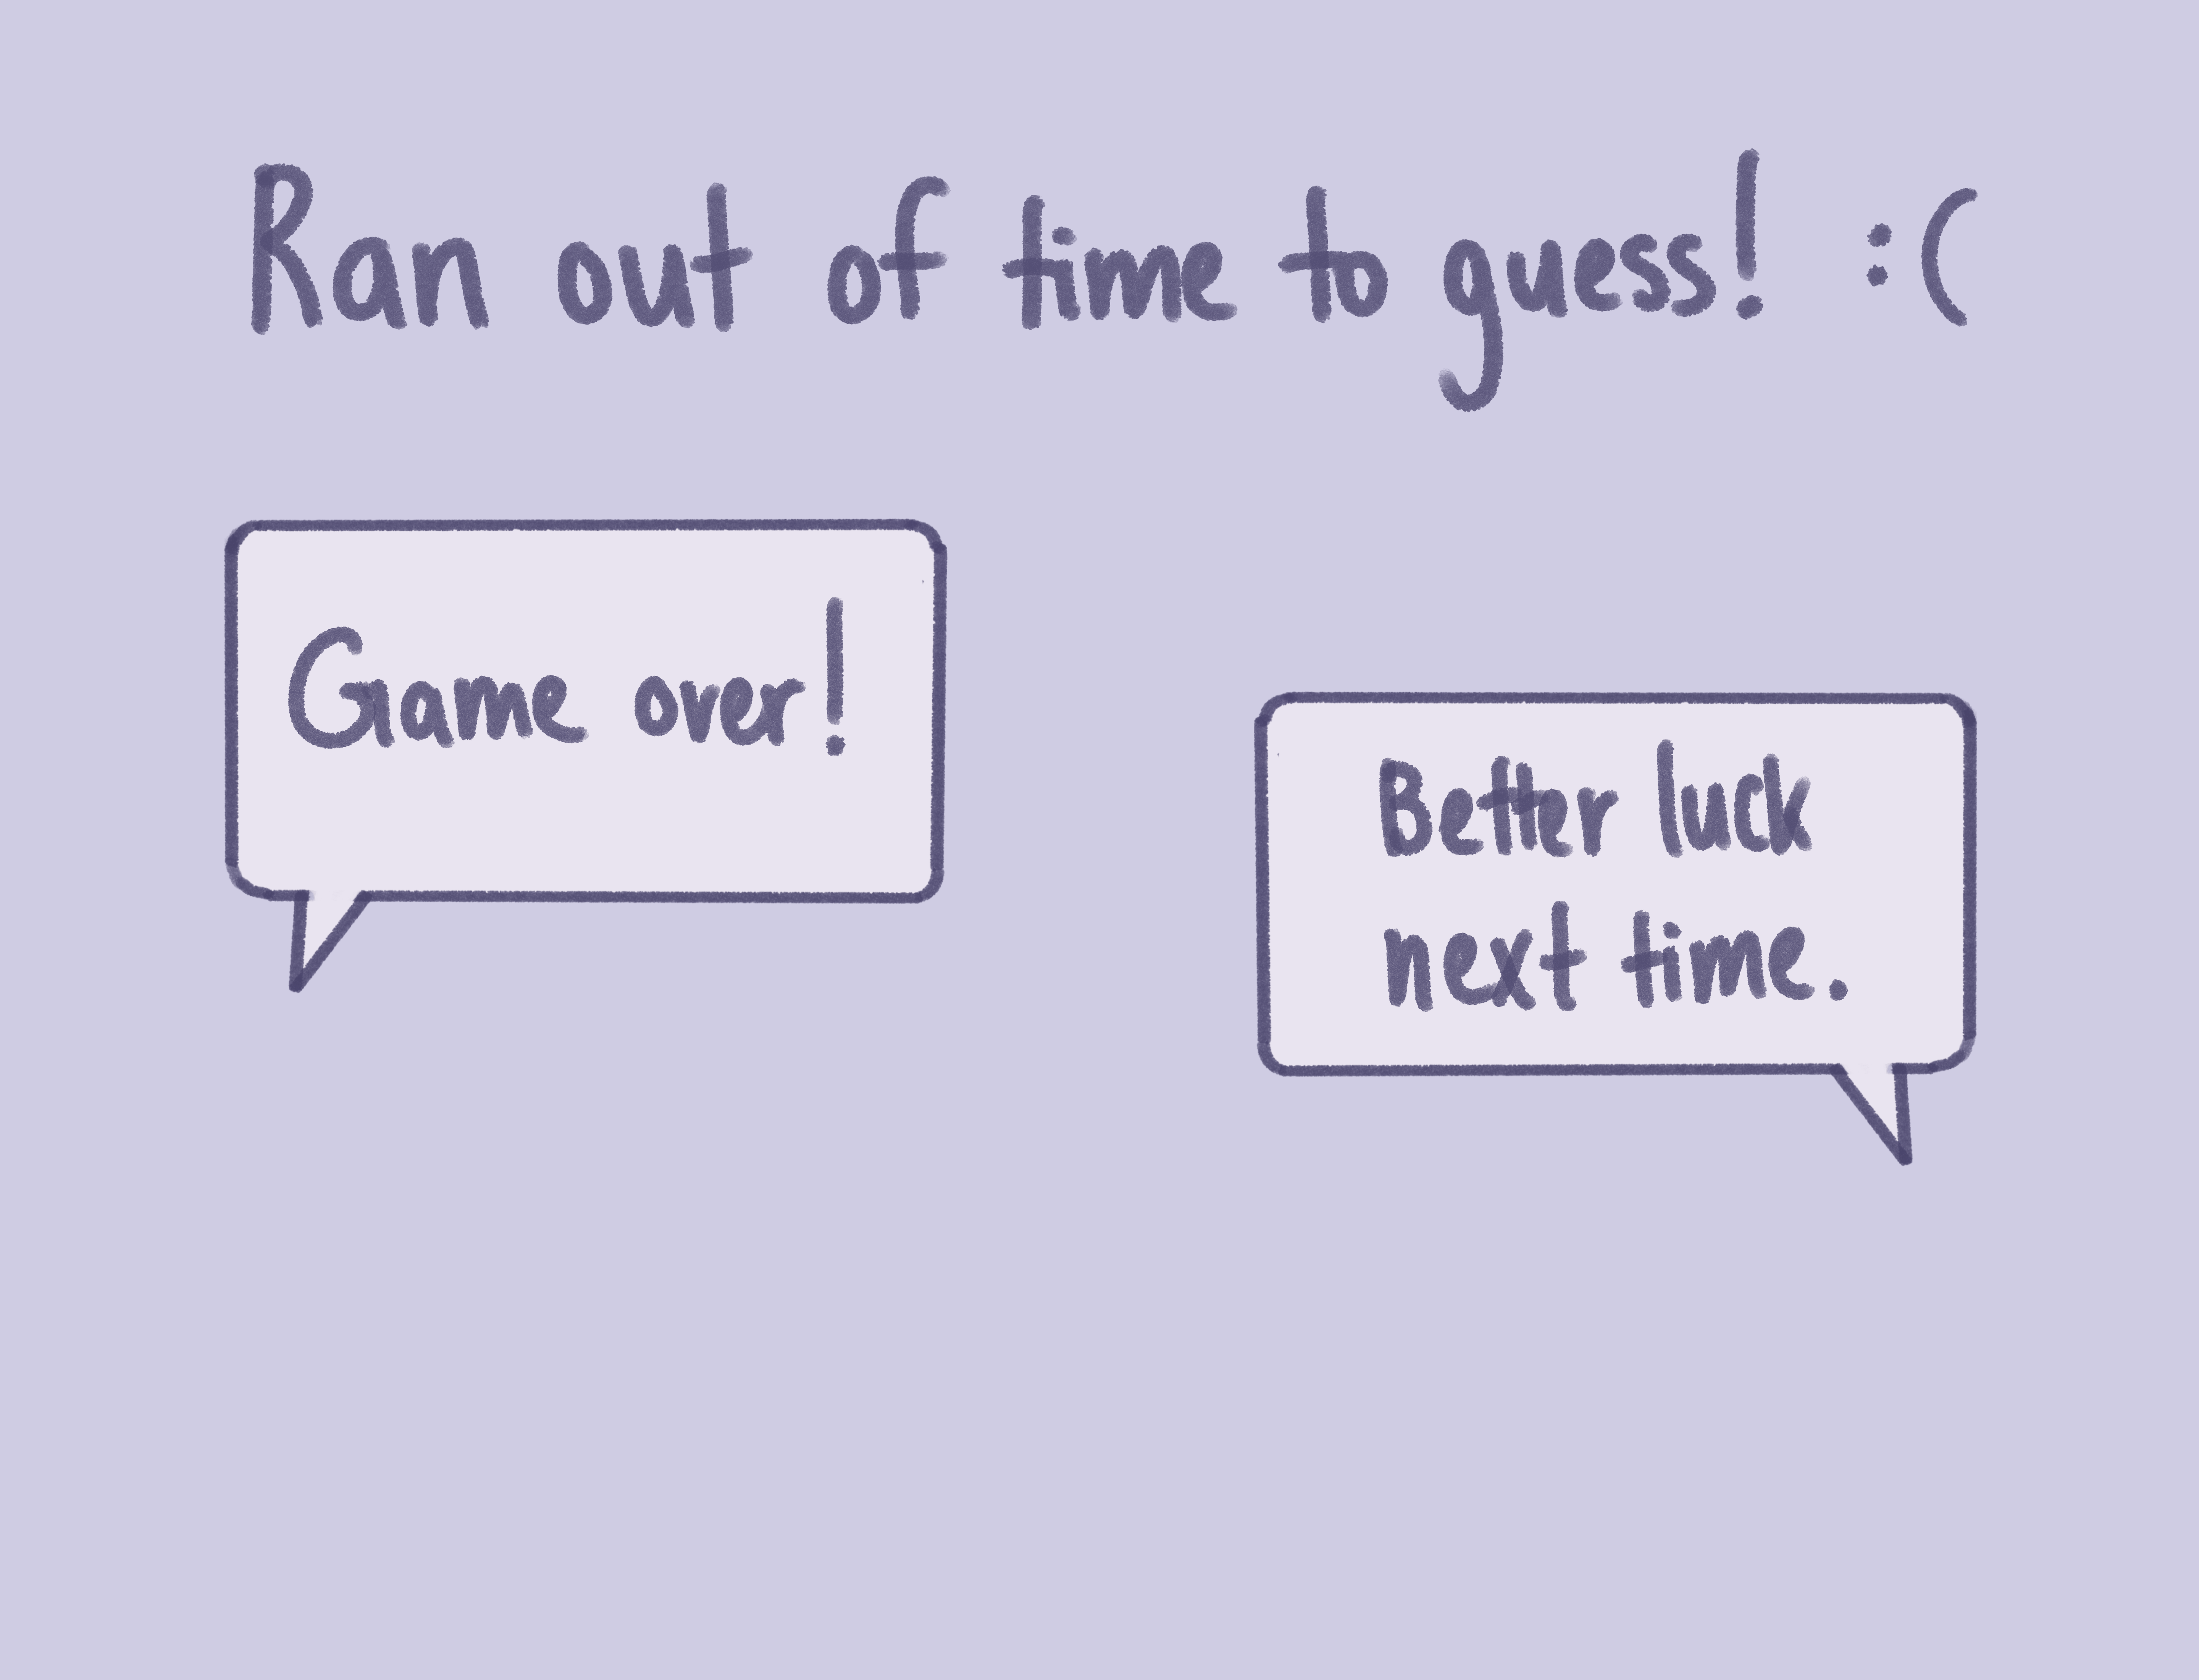 Ran out of time to guess! :(
Game over!
Better luck
next time.